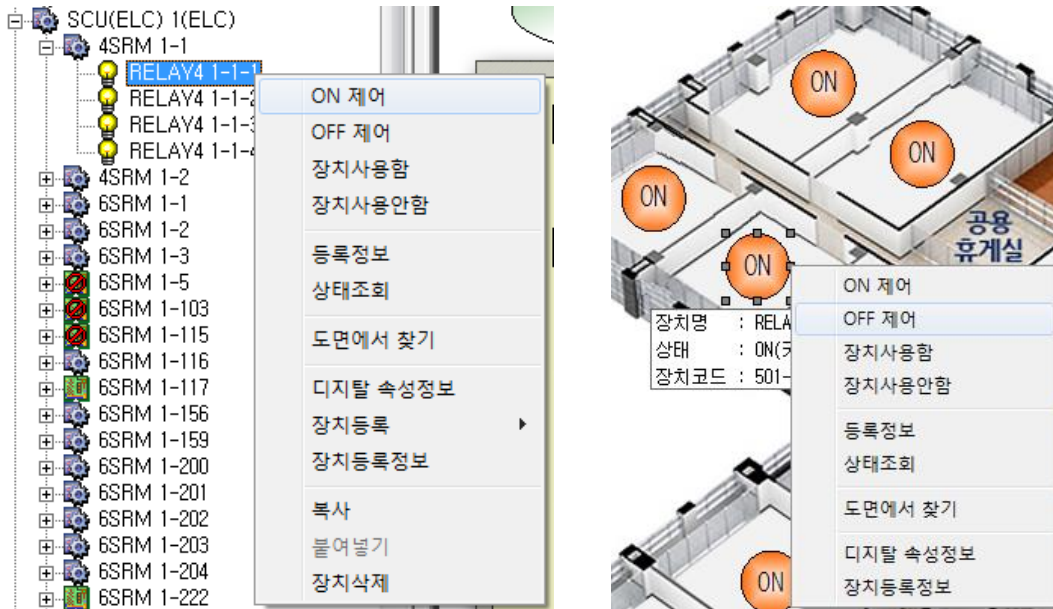 SCU(ELC) 1(ELC)
4SRM 1-1
RELAY4 1-1-1
RELAY4 1-1-2
RELAY4 1-1-3
RELAY4 1-1-4
4SRM 1-2
6SRM 1-1
6SRM 1-2
6SRM 1-3
6SRM 1-5
6SRM 1-103
6SRM 1-115
6SRM 1-116
6SRM 1-117
6SRM 1-156
6SRM 1-159
6SRM 1-200
6SRM 1-201
6SRM 1-202
6SRM 1-203
6SRM 1-204
6SRM 1-222
ON 제어
OFF 제어
장치사용함
장치사용안함
등록정보
상태조회
도면에서 찾기
디지탈 속성정보
장치등록
장치등록정보
복사
붙여넣기
장치삭제
ON
ON
ON
공용
휴게실
ON
장치명 : RELA
상태 : ON(
장치코드 : 501-
ON 제어
OFF 제어
장치사용함
장치사용안함
등록정보
상태조회
도면에서 찾기
디지탈 속성정보
장치등록정보
ON